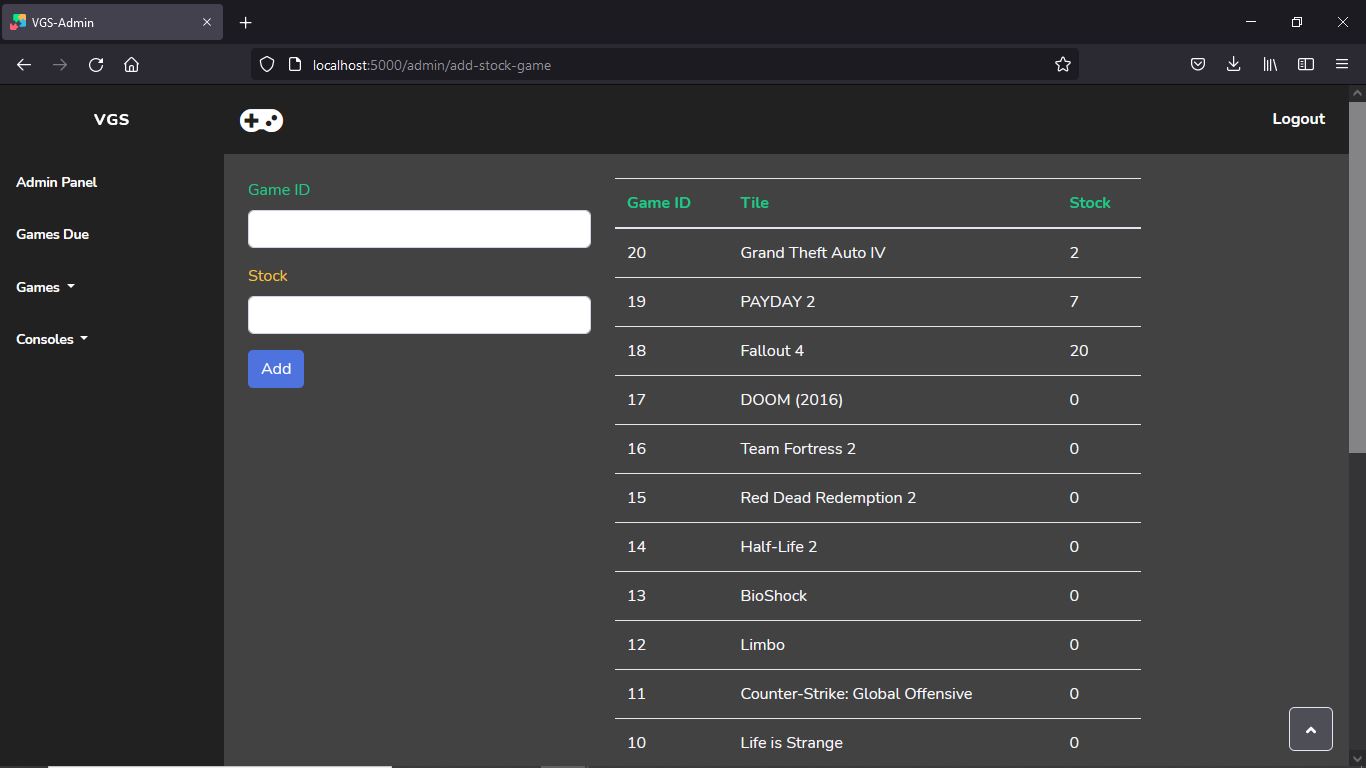 VGS-Admin
localhost:5000/admin/add-stock-game
VGS
Logout
Admin Panel
Games Due
Games
Consoles
Game ID
Stock
Add
Game ID Tile Stock
20 Grand Theft Auto IV 2
19 PAYDAY 2 7
18 Fallout 4 20
17 DOOM (2016) 0
16 Team Fortress 2 0
15 Red Dead Redemption 2 0
14 Half-Life 2 0
13 BioShock 0
12 Limbo 0
11 Counter-Strike: Global Offensive 0
10 Life is Strange 0